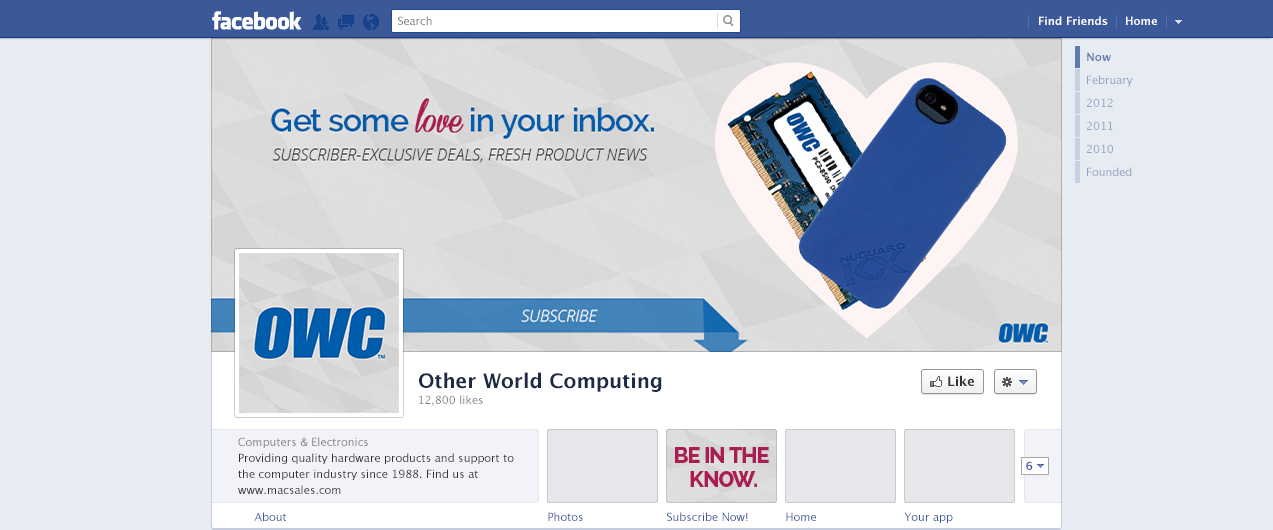 facebook
Search
Find Friends
Home
Now
February
2012
2011
2010
Founded
Get some love in your inbox.
SUBSCRIBER-EXCLUSIVE DEALS, FRESH PRODUCT NEWS
OWC
NUGUARD
KX
SUBSCRIBE
OWC
OWC™
Other World Computing
12,800 likes
Like
Computers & Electronics
Providing quality hardware products and support to
the computer industry since 1988. Find us at
www.macsales.com
BE IN THE
KNOW.
6
About
Photos
Subscribe Now!
Home
Your app